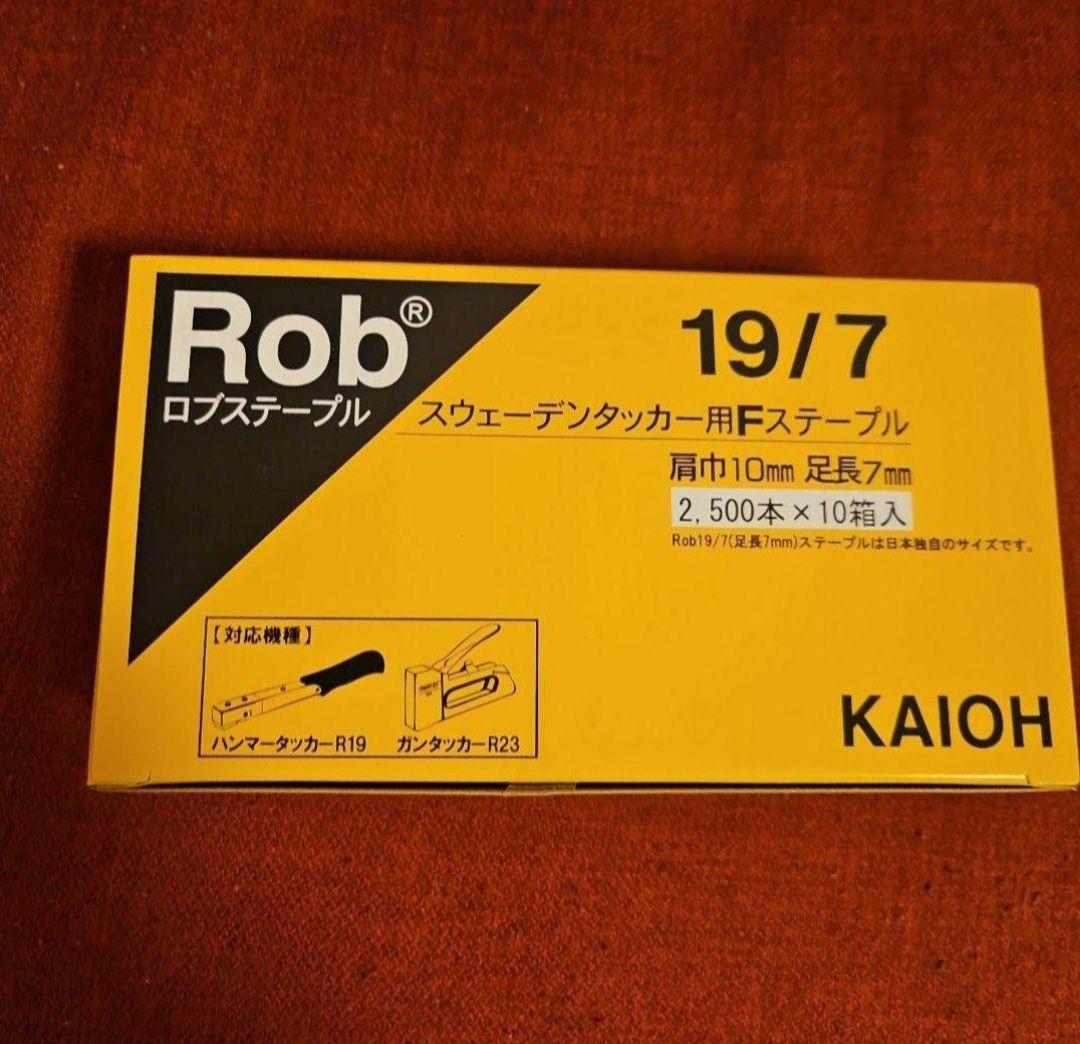 Rob®
ロブステープル
19/7
スウェーデンタッカー用Fステープル
肩巾10mm 足長7mm
2,500本×10箱入
Rob19/7(足長7mm)ステープルは日本独自のサイズです。
【対応機種】
ハンマータッカーR19 ガンタッカーR23
KAIOH